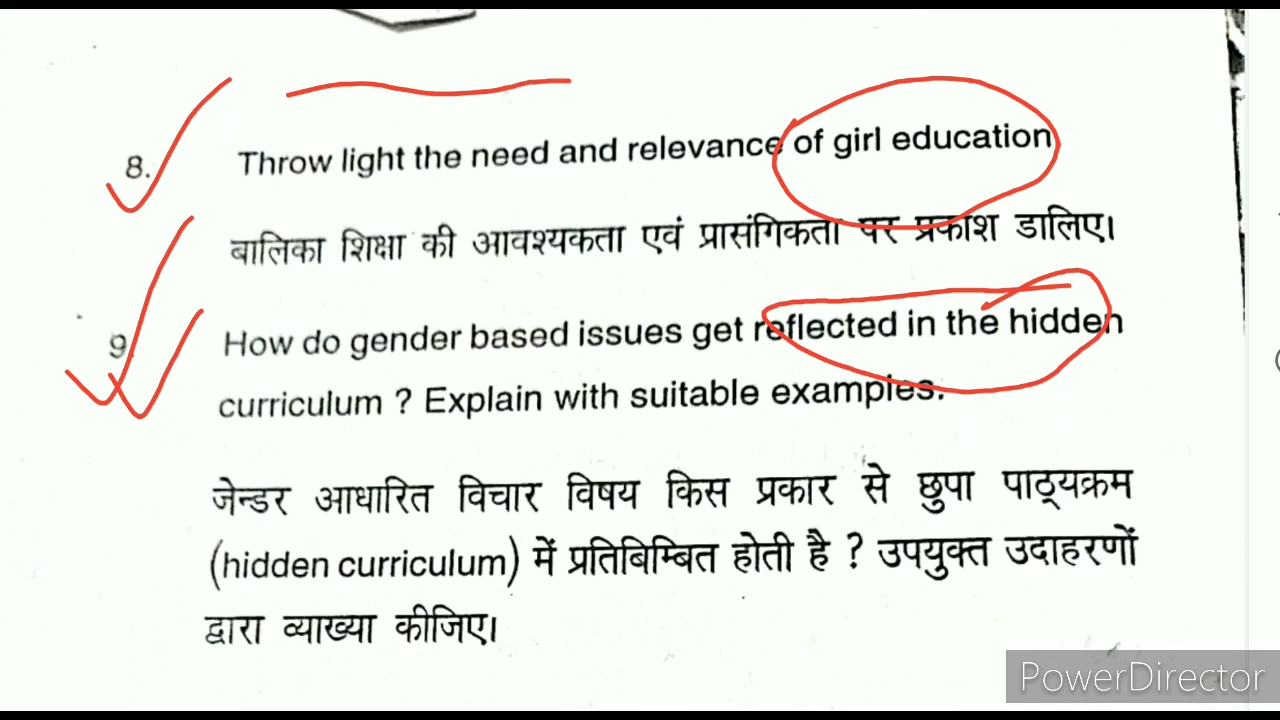 8. Throw light the need and relevance of girl education
बालिका शिक्षा की आवश्यकता एवं प्रासंगिकता पर प्रकाश डालिए।
9. How do gender based issues get reflected in the hidden
curriculum ? Explain with suitable examples.
जेन्डर आधारित विचार विषय किस प्रकार से छुपा पाठ्यक्रम
(hidden curriculum) में प्रतिबिम्बित होती है ? उपयुक्त उदाहरणों
द्वारा व्याख्या कीजिए।
PowerDirector